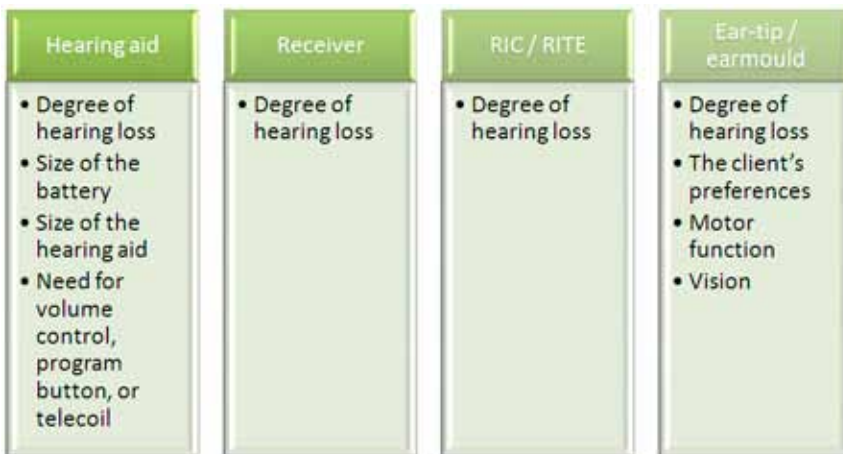 Hearing aid
• Degree of
hearing loss
• Size of the
battery
• Size of the
hearing aid
• Need for
volume
control,
program
button, or
telecoil
Receiver
• Degree of
hearing loss
RIC / RITE
• Degree of
hearing loss
Ear-tip /
earmould
• Degree of
hearing loss
• The client's
preferences
• Motor
function
• Vision